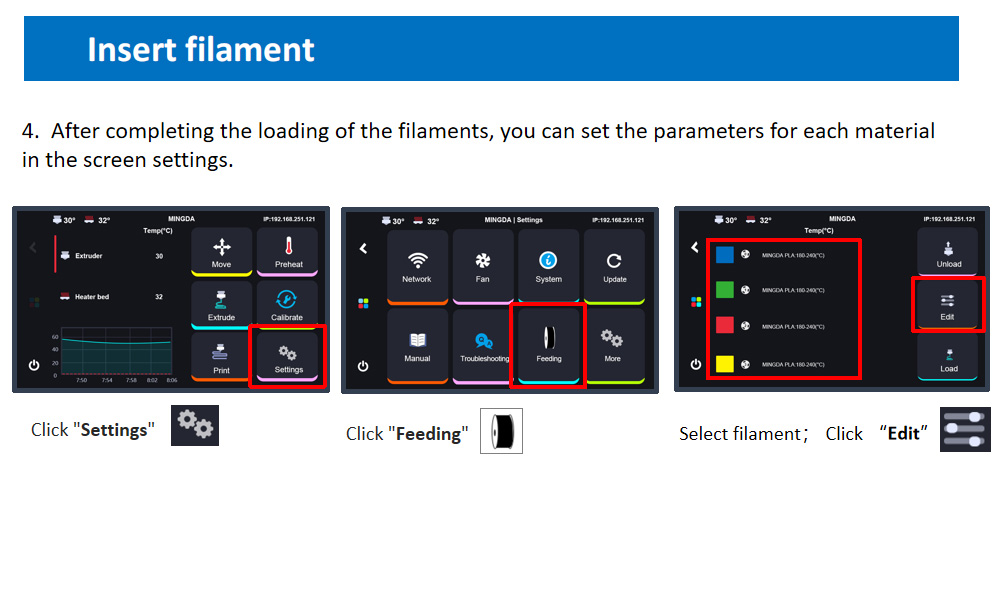 Insert filament
4. After completing the loading of the filaments, you can set the parameters for each material
in the screen settings.
30° 32° MINGDA IP:192.168.251.121
Temp(°C)
Extruder 30
Heater bed 32
60
40
20
0
7:50 7:54 7:58 8:02 8:06
Move Preheat
Extrude Calibrate
Print Settings
30° 32° MINGDA | Settings IP:192.168.251.121
Network Fan System Update
Manual Troubleshooting Feeding More
30° 32° MINGDA IP:192.168.251.121
Temp(°C)
MINGDA PLA:180-240(°C)
MINGDA PLA:180-240(°C)
MINGDA PLA:180-240(°C)
MINGDA PLA:180-240(°C)
Unload
Edit
Load
Click "Settings"
Click "Feeding"
Select filament； Click “Edit”